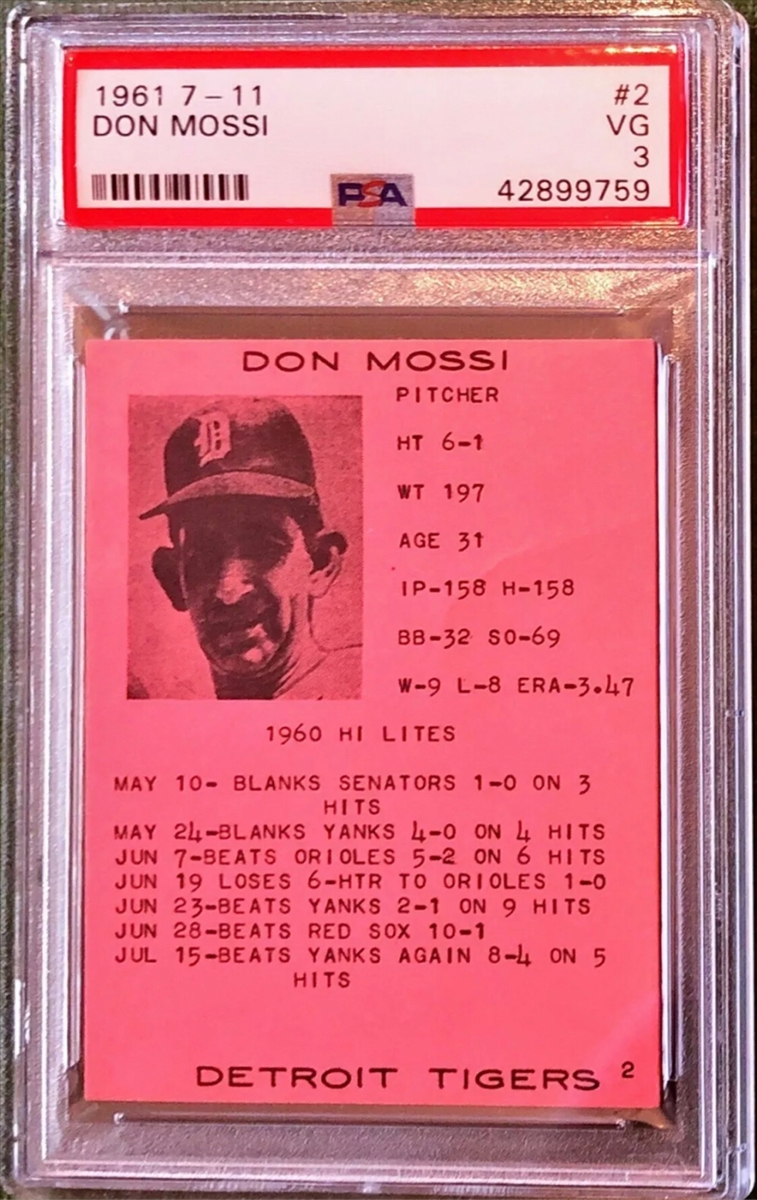 1961 7-11
#2
DON MOSSI
VG
3
PSA
42899759
DON MOSSI
PITCHER
D
HT 6-1
WT 197
AGE 31
IP-158 H-158
BB-32 SO-69
W-9 L-8 ERA-3.47
1960 HI LITES
MAY 10- BLANKS SENATORS 1-0 ON 3
HITS
MAY 24-BLANKS YANKS 4-0 ON 4 HITS
JUN 7-BEATS ORIOLES 5-2 ON 6 HITS
JUN 19 LOSES 6-HTR TO ORIOLES 1-0
JUN 23-BEATS YANKS 2-1 ON 9 HITS
JUN 28-BEATS RED SOX 10-1
JUL 15-BEATS YANKS AGAIN 8-4 ON 5
HITS
DETROIT TIGERS 2